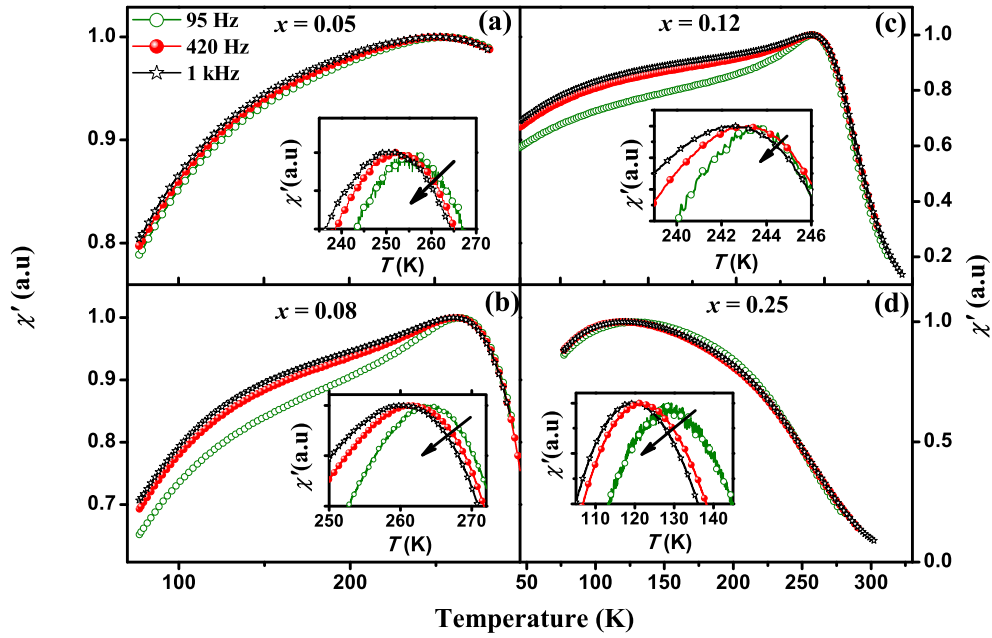 95 Hz
420 Hz
1 kHz
x = 0.05
(a)
x = 0.12
(c)
1.0
0.9
0.8
1.0
0.8
0.6
0.4
0.2
χ′(a.u)
240 250 260 270
T (K)
χ′(a.u)
240 242 244 246
T (K)
χ′ (a.u)
χ′ (a.u)
x = 0.08
(b)
x = 0.25
(d)
1.0
0.9
0.8
0.7
1.0
0.5
0.0
χ′(a.u)
250 260 270
T (K)
χ′(a.u)
110 120 130 140
T (K)
100 200
50 100 150 200 250 300
Temperature (K)